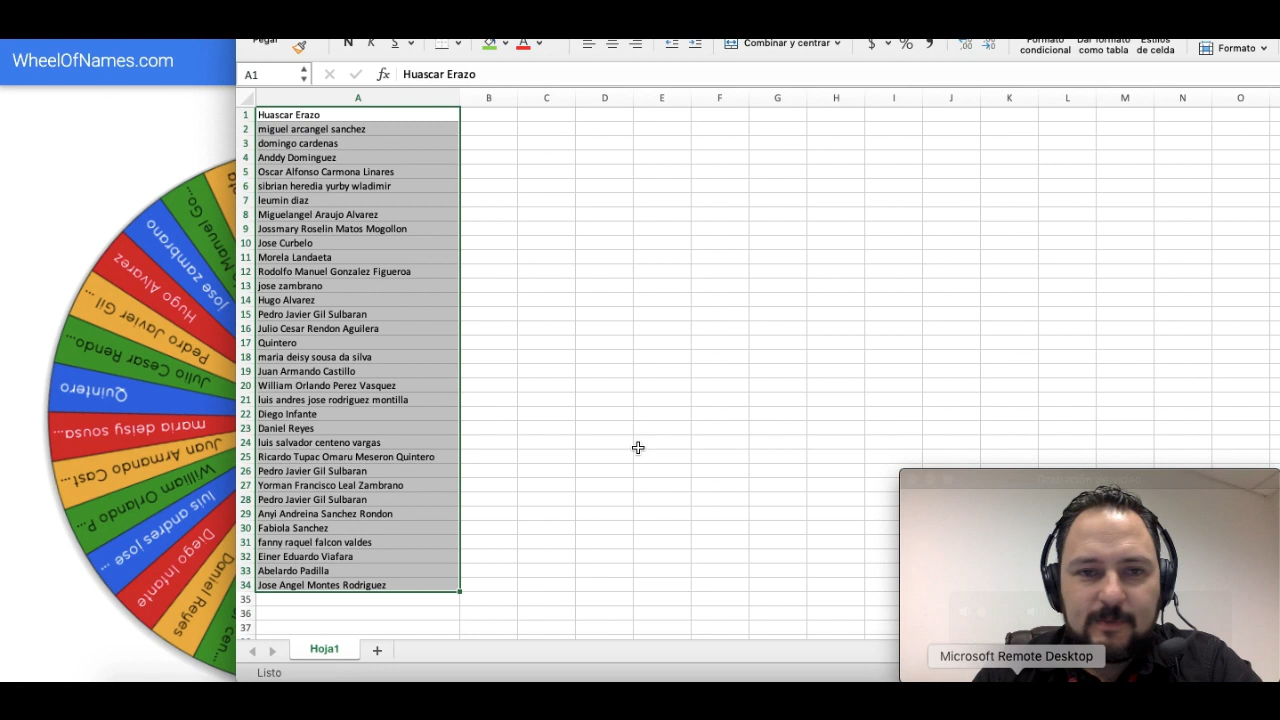 WheelOfNames.com
Combinar y centrar
$ % 9
Formato condicional
Dar formato como tabla
Estilos de celda
Formato
A1
fx
Huascar Erazo
A B C D E F G H I J K L M N O
1 Huascar Erazo
2 miguel arcangel sanchez
3 domingo cardenas
4 Anddy Dominguez
5 Oscar Alfonso Carmona Linares
6 sibrian heredia yurby wladimir
7 leumin diaz
8 Miguelangel Araujo Alvarez
9 Jossmary Roselin Matos Mogollon
10 Jose Curbelo
11 Morela Landaeta
12 Rodolfo Manuel Gonzalez Figueroa
13 jose zambrano
14 Hugo Alvarez
15 Pedro Javier Gil Sulbaran
16 Julio Cesar Rendon Aguilera
17 Quintero
18 maria deisy sousa da silva
19 Juan Armando Castillo
20 William Orlando Perez Vasquez
21 luis andres jose rodriguez montilla
22 Diego Infante
23 Daniel Reyes
24 luis salvador centeno vargas
25 Ricardo Tupac Omaru Meseron Quintero
26 Pedro Javier Gil Sulbaran
27 Yorman Francisco Leal Zambrano
28 Pedro Javier Gil Sulbaran
29 Anyi Andreina Sanchez Rondon
30 Fabiola Sanchez
31 fanny raquel falcon valdes
32 Einer Eduardo Viafara
33 Abelardo Padilla
34 Jose Angel Montes Rodriguez
35
36
37
Manuel Go...
jose zambrano
Hugo Alvarez
Pedro Javier Gil ...
Julio Cesar Rendo...
Quintero
maria deisy sousa...
Juan Armando Cast...
William Orlando P...
luis andres jose ...
Diego Infante
Daniel Reyes
cen...
Hoja1
Listo
Microsoft Remote Desktop